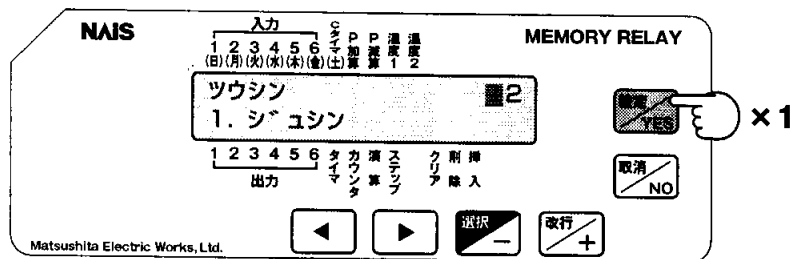 NAiS
MEMORY RELAY
入力
1 2 3 4 5 6 Cタイマ P加算 P減算 温度1 温度2
(日)(月)(火)(水)(木)(金)(土)
ツウシン 2
1. シ゛ュシン
1 2 3 4 5 6 タイマ カウンタ 演算 ステップ クリア 削除 挿入
出力
設定 YES
×1
取消 NO
◀ ▶ 選択 − 改行 +
Matsushita Electric Works, Ltd.